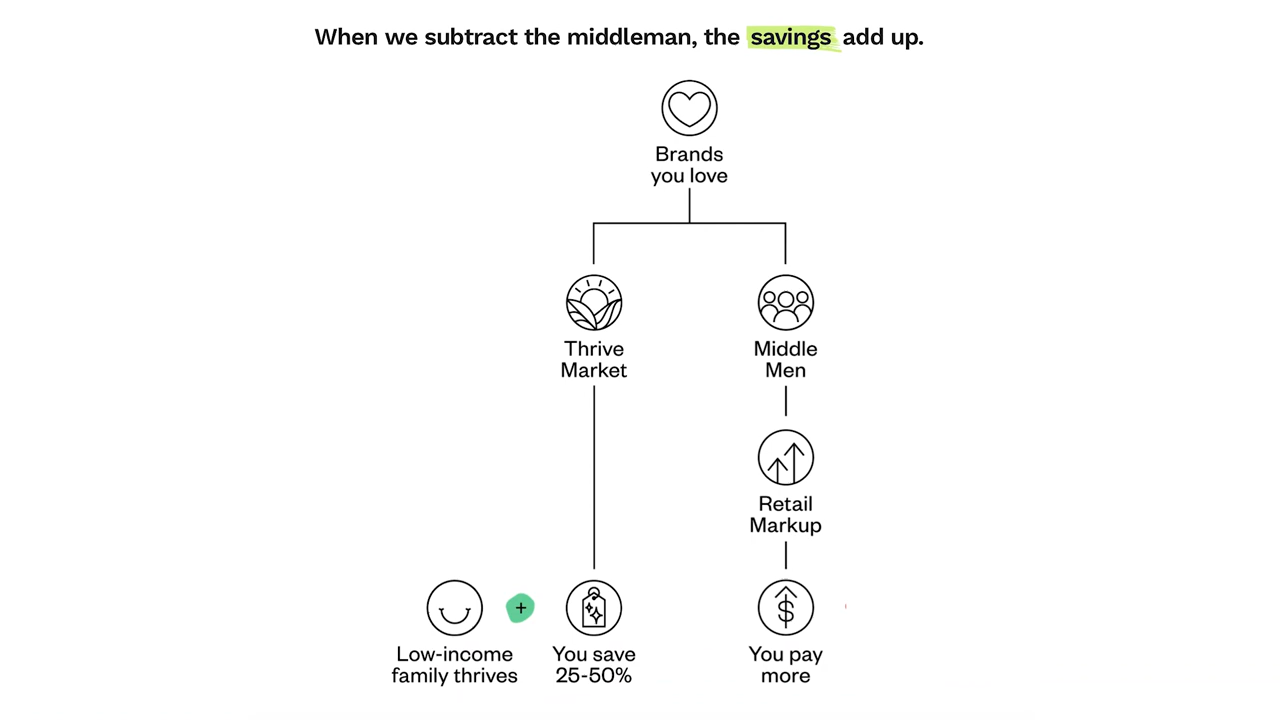 When we subtract the middleman, the savings add up.
Brands
you love
Thrive
Market
Middle
Men
Retail
Markup
+
$
Low-income
family thrives
You save
25-50%
You pay
more